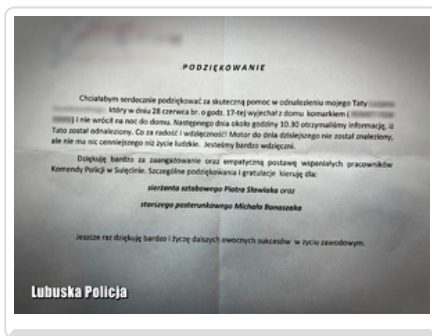 PODZIĘKOWANIE
Chciałabym serdecznie podziękować za skuteczną pomoc w odnalezieniu mojego Taty
który w dniu 28 czerwca br. o godz. 17-tej wyjechał z domu komarkiem (
) i nie wrócił na noc do domu. Następnego dnia około godziny 10.30 otrzymaliśmy informację, iż
Tato został odnaleziony. Co za radość i wdzięczność! Motor do dnia dzisiejszego nie został znaleziony,
ale nie ma nic cenniejszego niż życie ludzkie. Jesteśmy bardzo wdzięczni.
Dziękuję bardzo za zaangażowanie oraz empatyczną postawę wspaniałych pracowników
Komendy Policji w Sulęcinie. Szczególne podziękowania i gratulacje kieruję dla:
sierżanta sztabowego Piotra Sławiaka oraz
starszego posterunkowego Michała Banaszaka
Jeszcze raz dziękuję bardzo i życzę dalszych owocnych sukcesów w życiu zawodowym.
Lubuska Policja